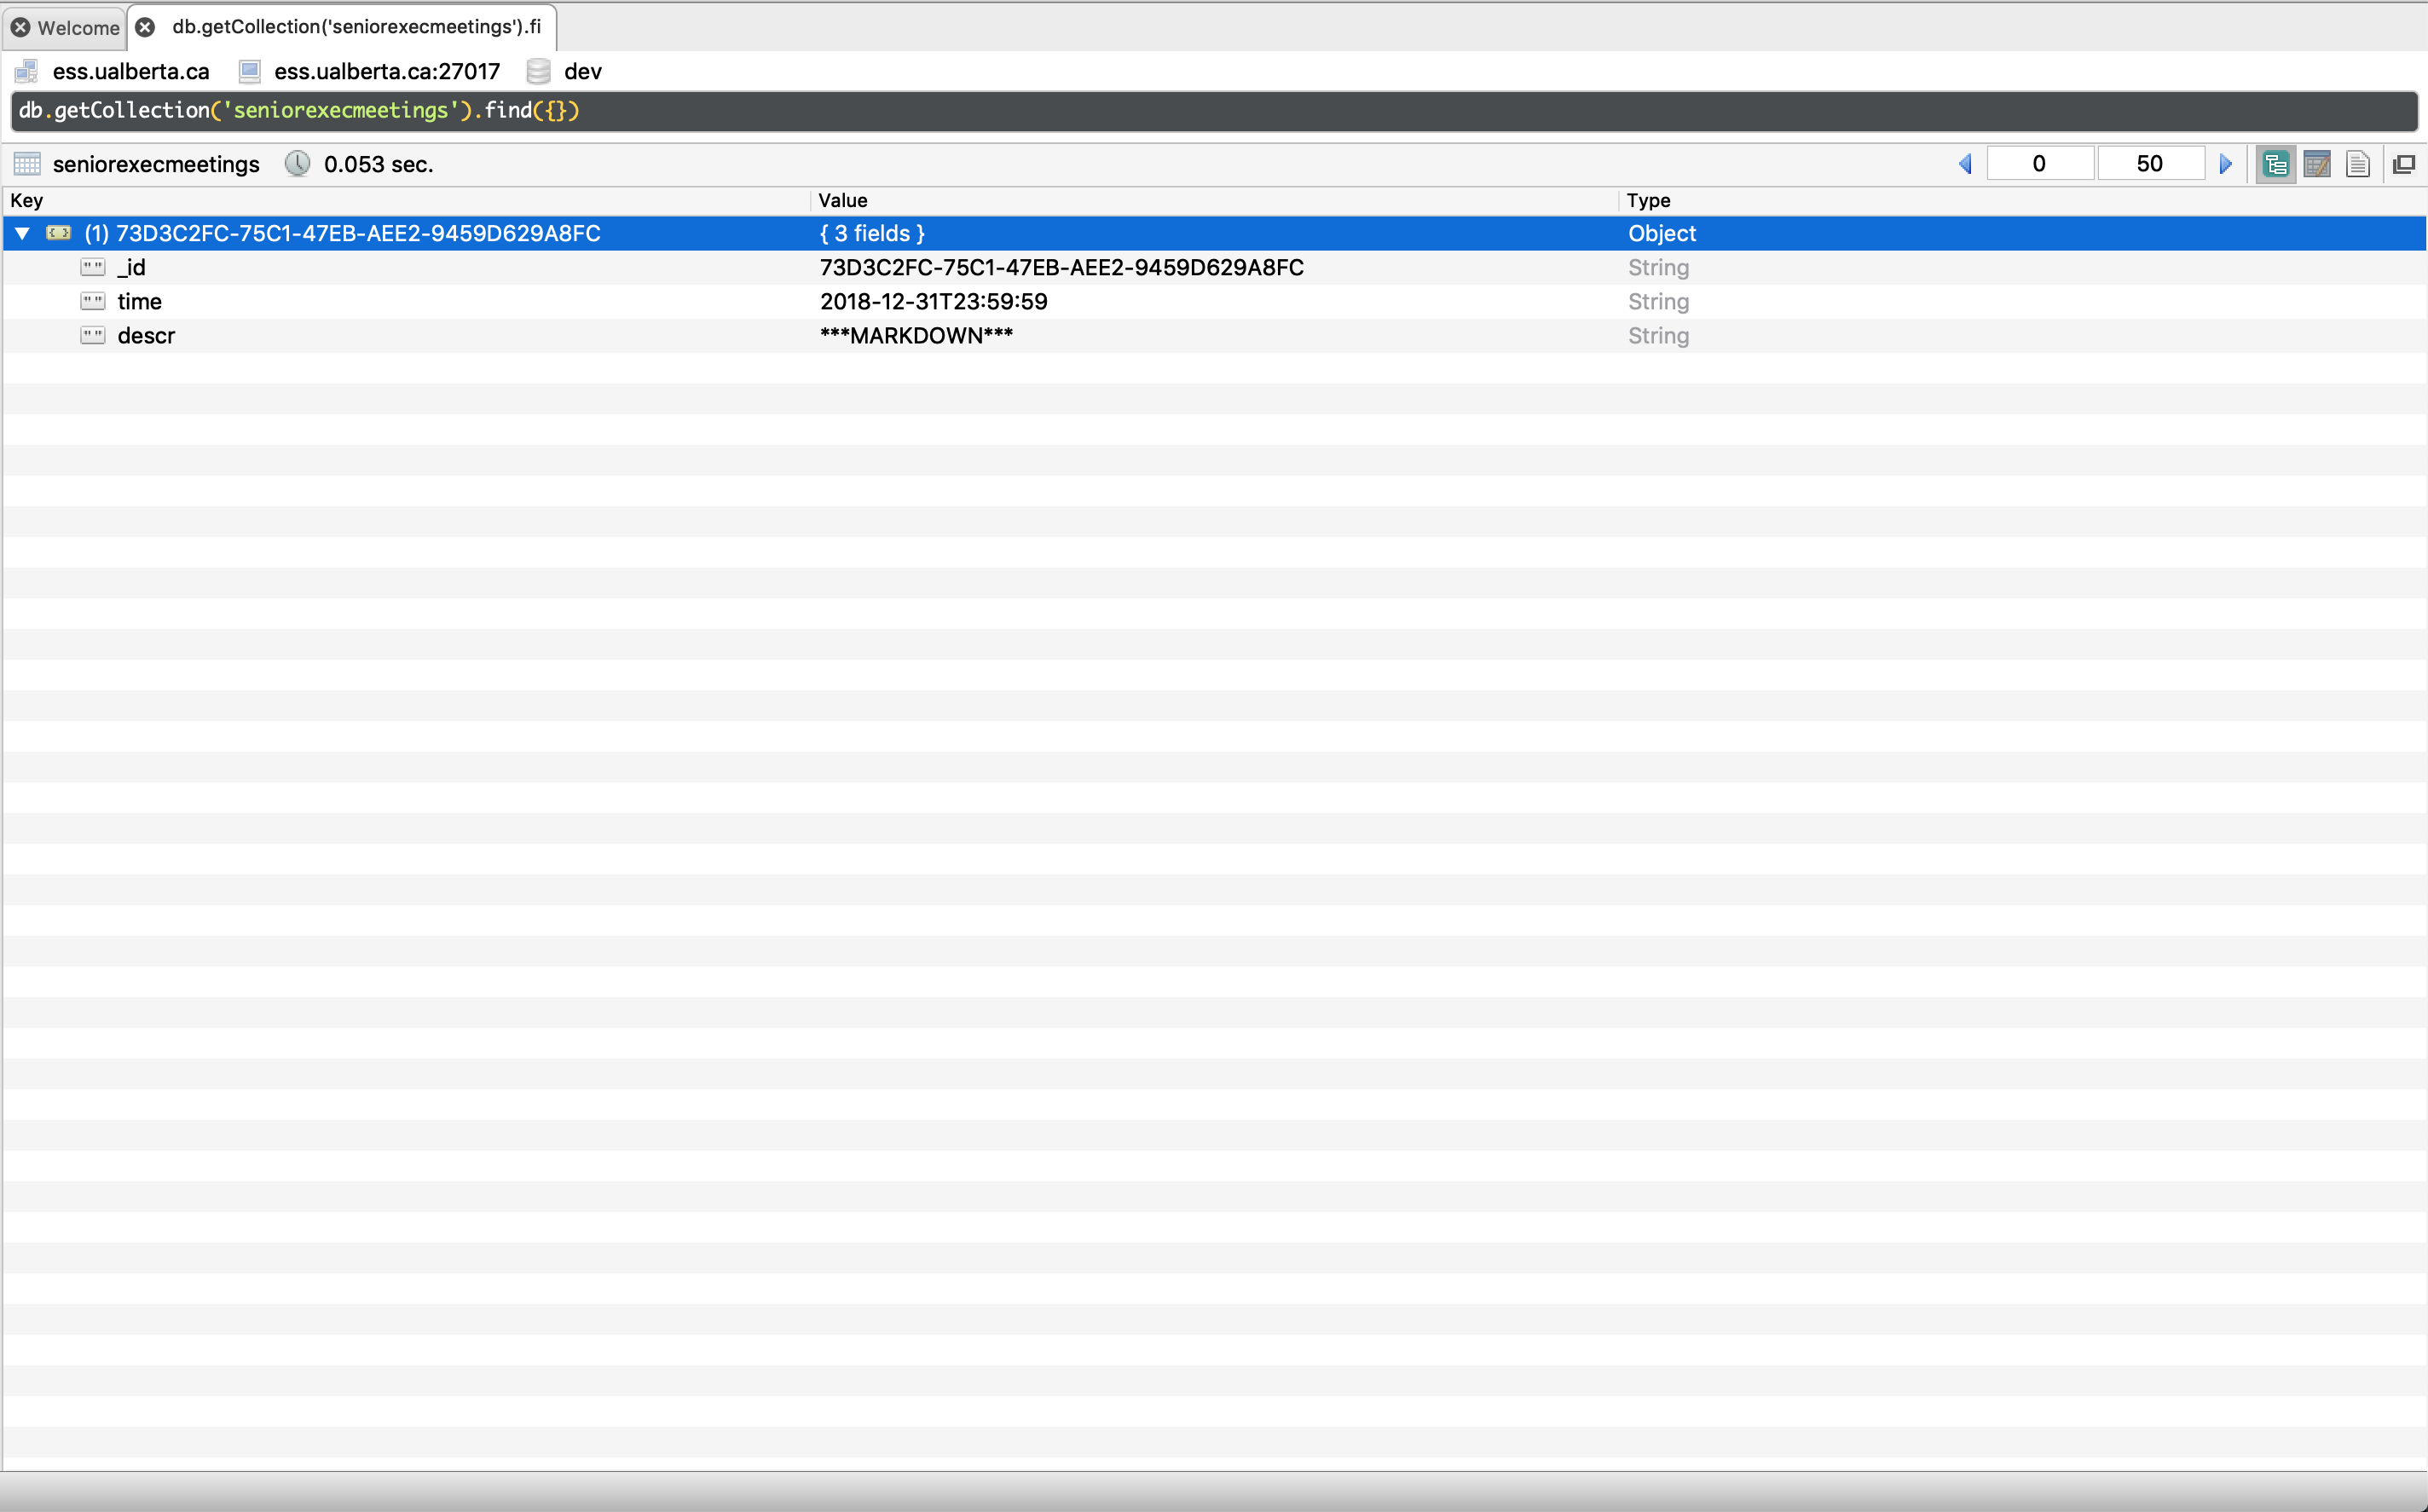 Welcome db.getCollection('seniorexecmeetings').fi
ess.ualberta.ca ess.ualberta.ca:27017 dev
db.getCollection('seniorexecmeetings').find({})
seniorexecmeetings 0.053 sec. 0 50
Key Value Type
(1) 73D3C2FC-75C1-47EB-AEE2-9459D629A8FC { 3 fields } Object
_id 73D3C2FC-75C1-47EB-AEE2-9459D629A8FC String
time 2018-12-31T23:59:59 String
descr ***MARKDOWN*** String